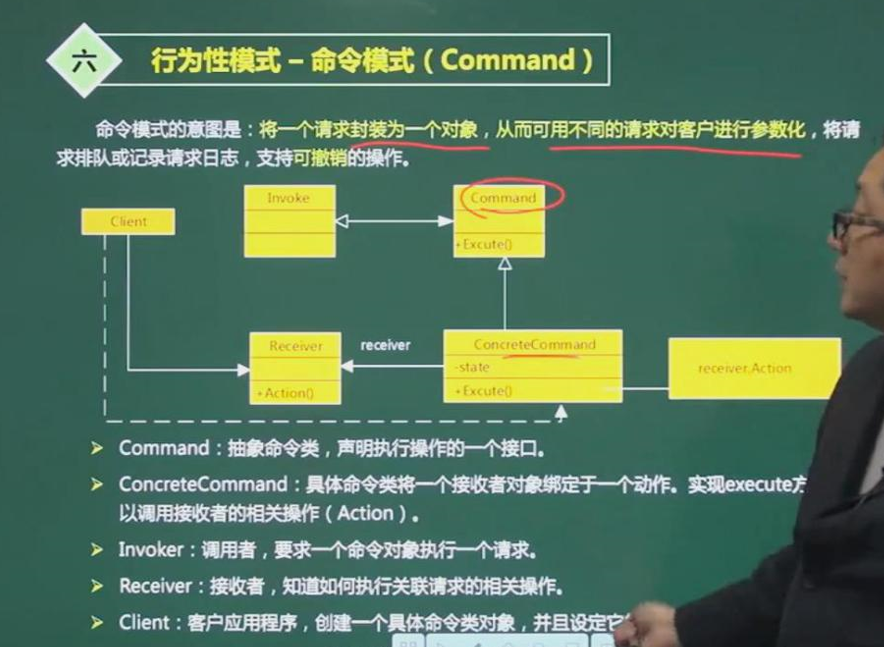 六
行为性模式 – 命令模式（Command）
命令模式的意图是：将一个请求封装为一个对象，从而可用不同的请求对客户进行参数化，将请
求排队或记录请求日志，支持可撤销的操作。
Client
Invoke
Command
+Excute()
Receiver
+Action()
receiver
ConcreteCommand
-state
+Excute()
receiver.Action
Command：抽象命令类，声明执行操作的一个接口。
ConcreteCommand：具体命令类将一个接收者对象绑定于一个动作。实现execute方
以调用接收者的相关操作（Action）。
Invoker：调用者，要求一个命令对象执行一个请求。
Receiver：接收者，知道如何执行关联请求的相关操作。
Client：客户应用程序，创建一个具体命令类对象，并且设定它